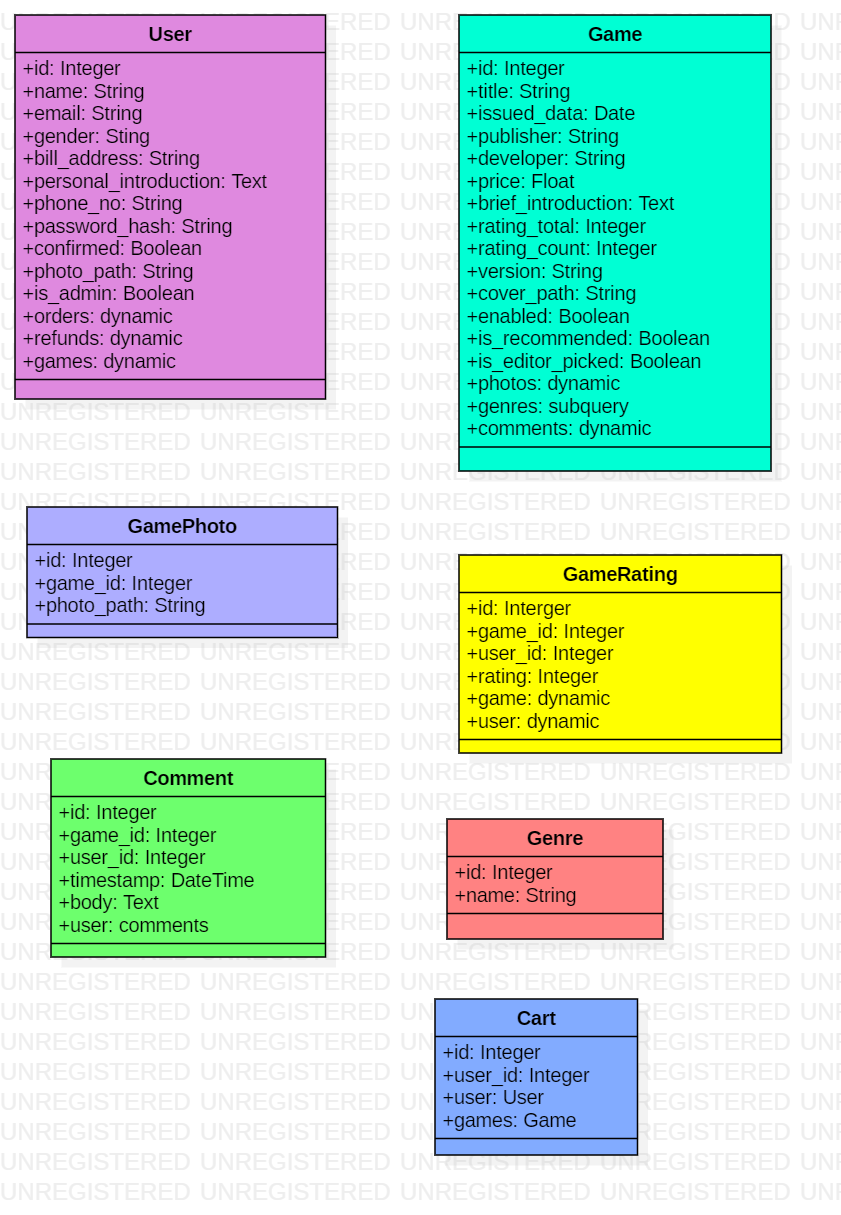 User
+id: Integer
+name: String
+email: String
+gender: Sting
+bill_address: String
+personal_introduction: Text
+phone_no: String
+password_hash: String
+confirmed: Boolean
+photo_path: String
+is_admin: Boolean
+orders: dynamic
+refunds: dynamic
+games: dynamic
Game
+id: Integer
+title: String
+issued_data: Date
+publisher: String
+developer: String
+price: Float
+brief_introduction: Text
+rating_total: Integer
+rating_count: Integer
+version: String
+cover_path: String
+enabled: Boolean
+is_recommended: Boolean
+is_editor_picked: Boolean
+photos: dynamic
+genres: subquery
+comments: dynamic
GamePhoto
+id: Integer
+game_id: Integer
+photo_path: String
GameRating
+id: Interger
+game_id: Integer
+user_id: Integer
+rating: Integer
+game: dynamic
+user: dynamic
Comment
+id: Integer
+game_id: Integer
+user_id: Integer
+timestamp: DateTime
+body: Text
+user: comments
Genre
+id: Integer
+name: String
Cart
+id: Integer
+user_id: Integer
+user: User
+games: Game
UNREGISTERED